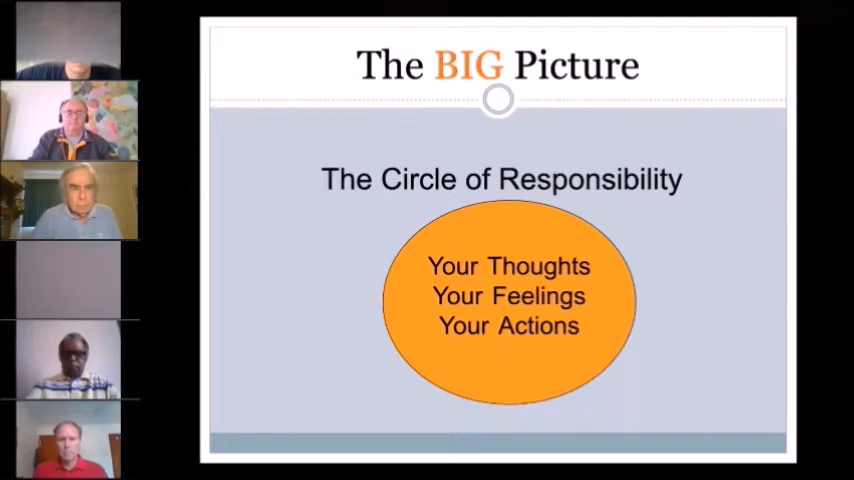 The BIG Picture
The Circle of Responsibility
Your Thoughts
Your Feelings
Your Actions